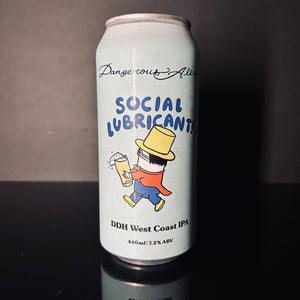 Dangerous Ales
SOCIAL
LUBRICANT!
DDH West Coast IPA
440ml | 7.2% ABV